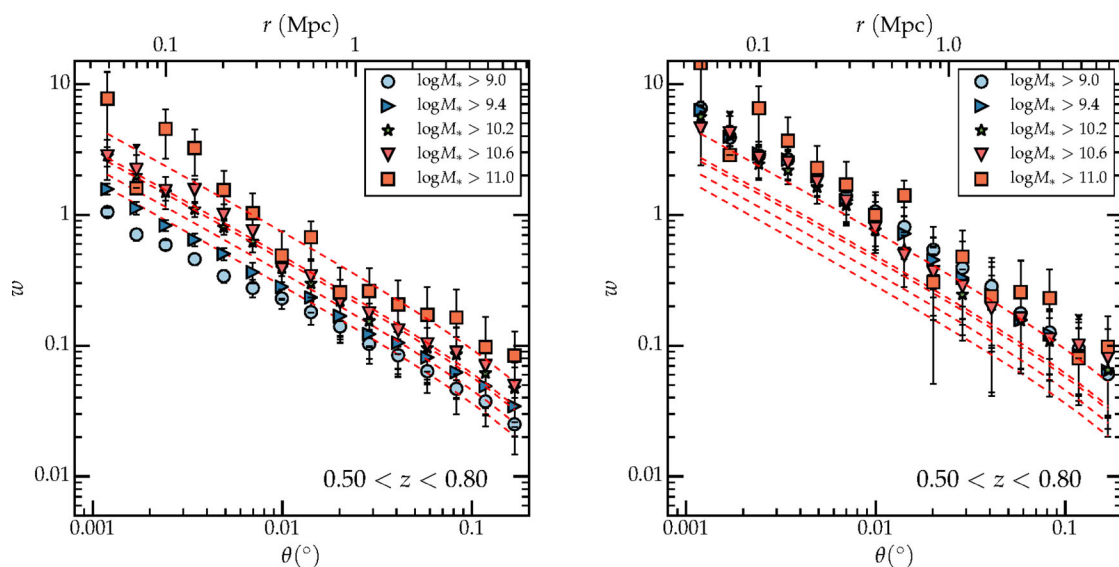 r (Mpc)
0.1 1
10
1
0.1
0.01
w
logM* > 9.0
logM* > 9.4
logM* > 10.2
logM* > 10.6
logM* > 11.0
0.50 < z < 0.80
0.001 0.01 0.1
θ(°)
r (Mpc)
0.1 1.0
10
1
0.1
0.01
w
logM* > 9.0
logM* > 9.4
logM* > 10.2
logM* > 10.6
logM* > 11.0
0.50 < z < 0.80
0.001 0.01 0.1
θ(°)